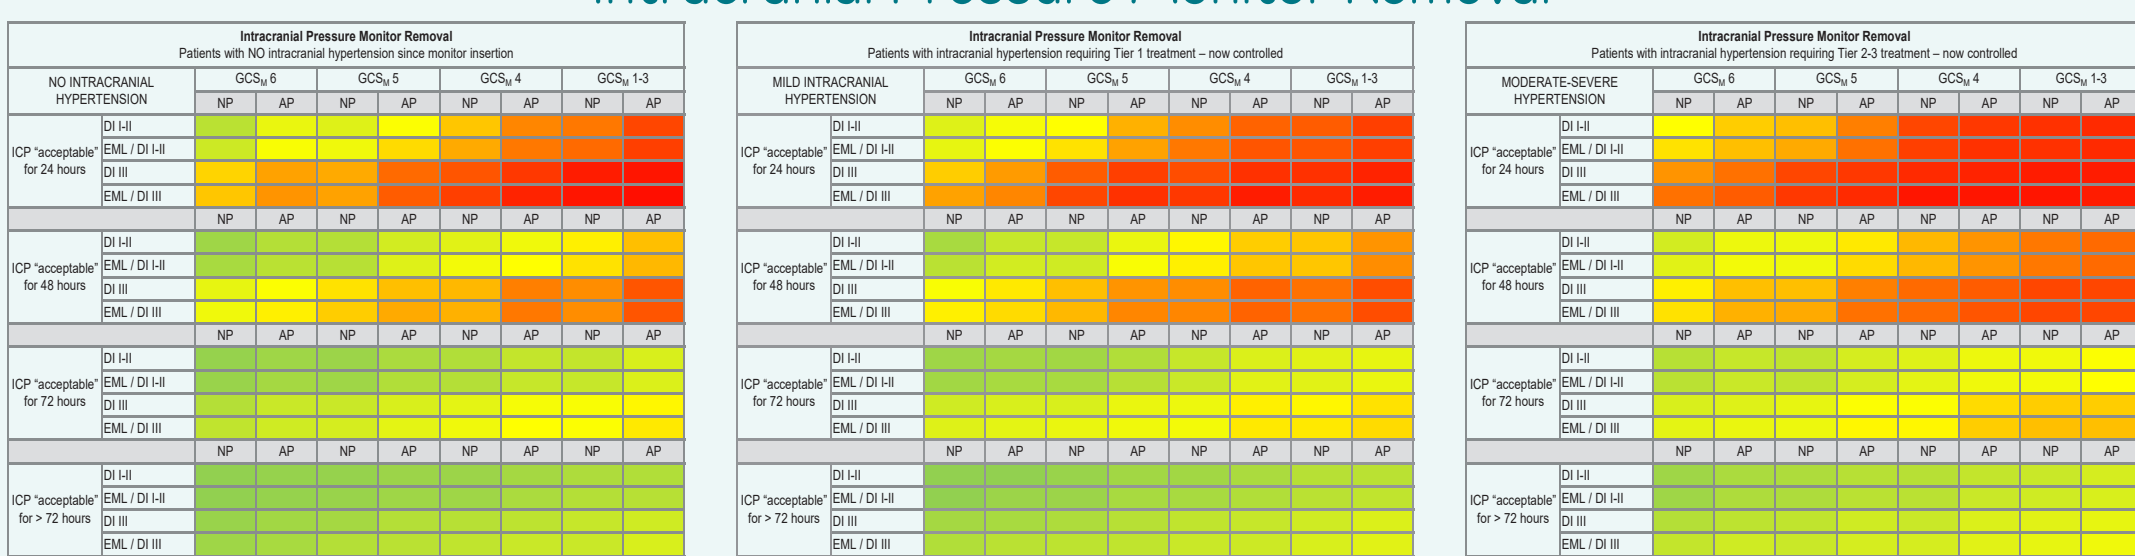 Intracranial Pressure Monitor Removal
Intracranial Pressure Monitor Removal
Patients with NO intracranial hypertension since monitor insertion
NO INTRACRANIAL HYPERTENSION
GCSM 6 GCSM 5 GCSM 4 GCSM 1-3
NP AP NP AP NP AP NP AP
ICP “acceptable” for 24 hours
DI I-II
EML / DI I-II
DI III
EML / DI III
NP AP NP AP NP AP NP AP
ICP “acceptable” for 48 hours
DI I-II
EML / DI I-II
DI III
EML / DI III
NP AP NP AP NP AP NP AP
ICP “acceptable” for 72 hours
DI I-II
EML / DI I-II
DI III
EML / DI III
NP AP NP AP NP AP NP AP
ICP “acceptable” for > 72 hours
DI I-II
EML / DI I-II
DI III
EML / DI III
Intracranial Pressure Monitor Removal
Patients with intracranial hypertension requiring Tier 1 treatment – now controlled
MILD INTRACRANIAL HYPERTENSION
GCSM 6 GCSM 5 GCSM 4 GCSM 1-3
NP AP NP AP NP AP NP AP
ICP “acceptable” for 24 hours
DI I-II
EML / DI I-II
DI III
EML / DI III
NP AP NP AP NP AP NP AP
ICP “acceptable” for 48 hours
DI I-II
EML / DI I-II
DI III
EML / DI III
NP AP NP AP NP AP NP AP
ICP “acceptable” for 72 hours
DI I-II
EML / DI I-II
DI III
EML / DI III
NP AP NP AP NP AP NP AP
ICP “acceptable” for > 72 hours
DI I-II
EML / DI I-II
DI III
EML / DI III
Intracranial Pressure Monitor Removal
Patients with intracranial hypertension requiring Tier 2-3 treatment – now controlled
MODERATE-SEVERE HYPERTENSION
GCSM 6 GCSM 5 GCSM 4 GCSM 1-3
NP AP NP AP NP AP NP AP
ICP “acceptable” for 24 hours
DI I-II
EML / DI I-II
DI III
EML / DI III
NP AP NP AP NP AP NP AP
ICP “acceptable” for 48 hours
DI I-II
EML / DI I-II
DI III
EML / DI III
NP AP NP AP NP AP NP AP
ICP “acceptable” for 72 hours
DI I-II
EML / DI I-II
DI III
EML / DI III
NP AP NP AP NP AP NP AP
ICP “acceptable” for > 72 hours
DI I-II
EML / DI I-II
DI III
EML / DI III